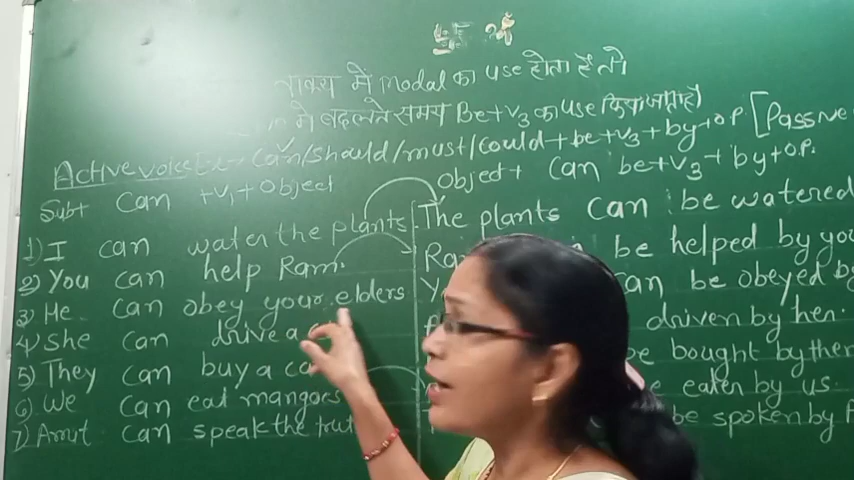 वाक्य में Modal का use होता है तो
में बदलते समय Be+V3 का use किया जाता है।
Active voice Ex- Can/should/must/could+be+V3+by+O.P [Passive
Subt Can +V1+Object
Object+ Can be+V3+by+O.P.
1) I can water the plants. The plants can be watered
2) You can help Ram. be helped by you
3) He can obey your elders can be obeyed by
4) She can drive a driven by her.
5) They can buy a be bought by them
6) We can eat mangoes eaten by us.
7) Amit can speak the be spoken by